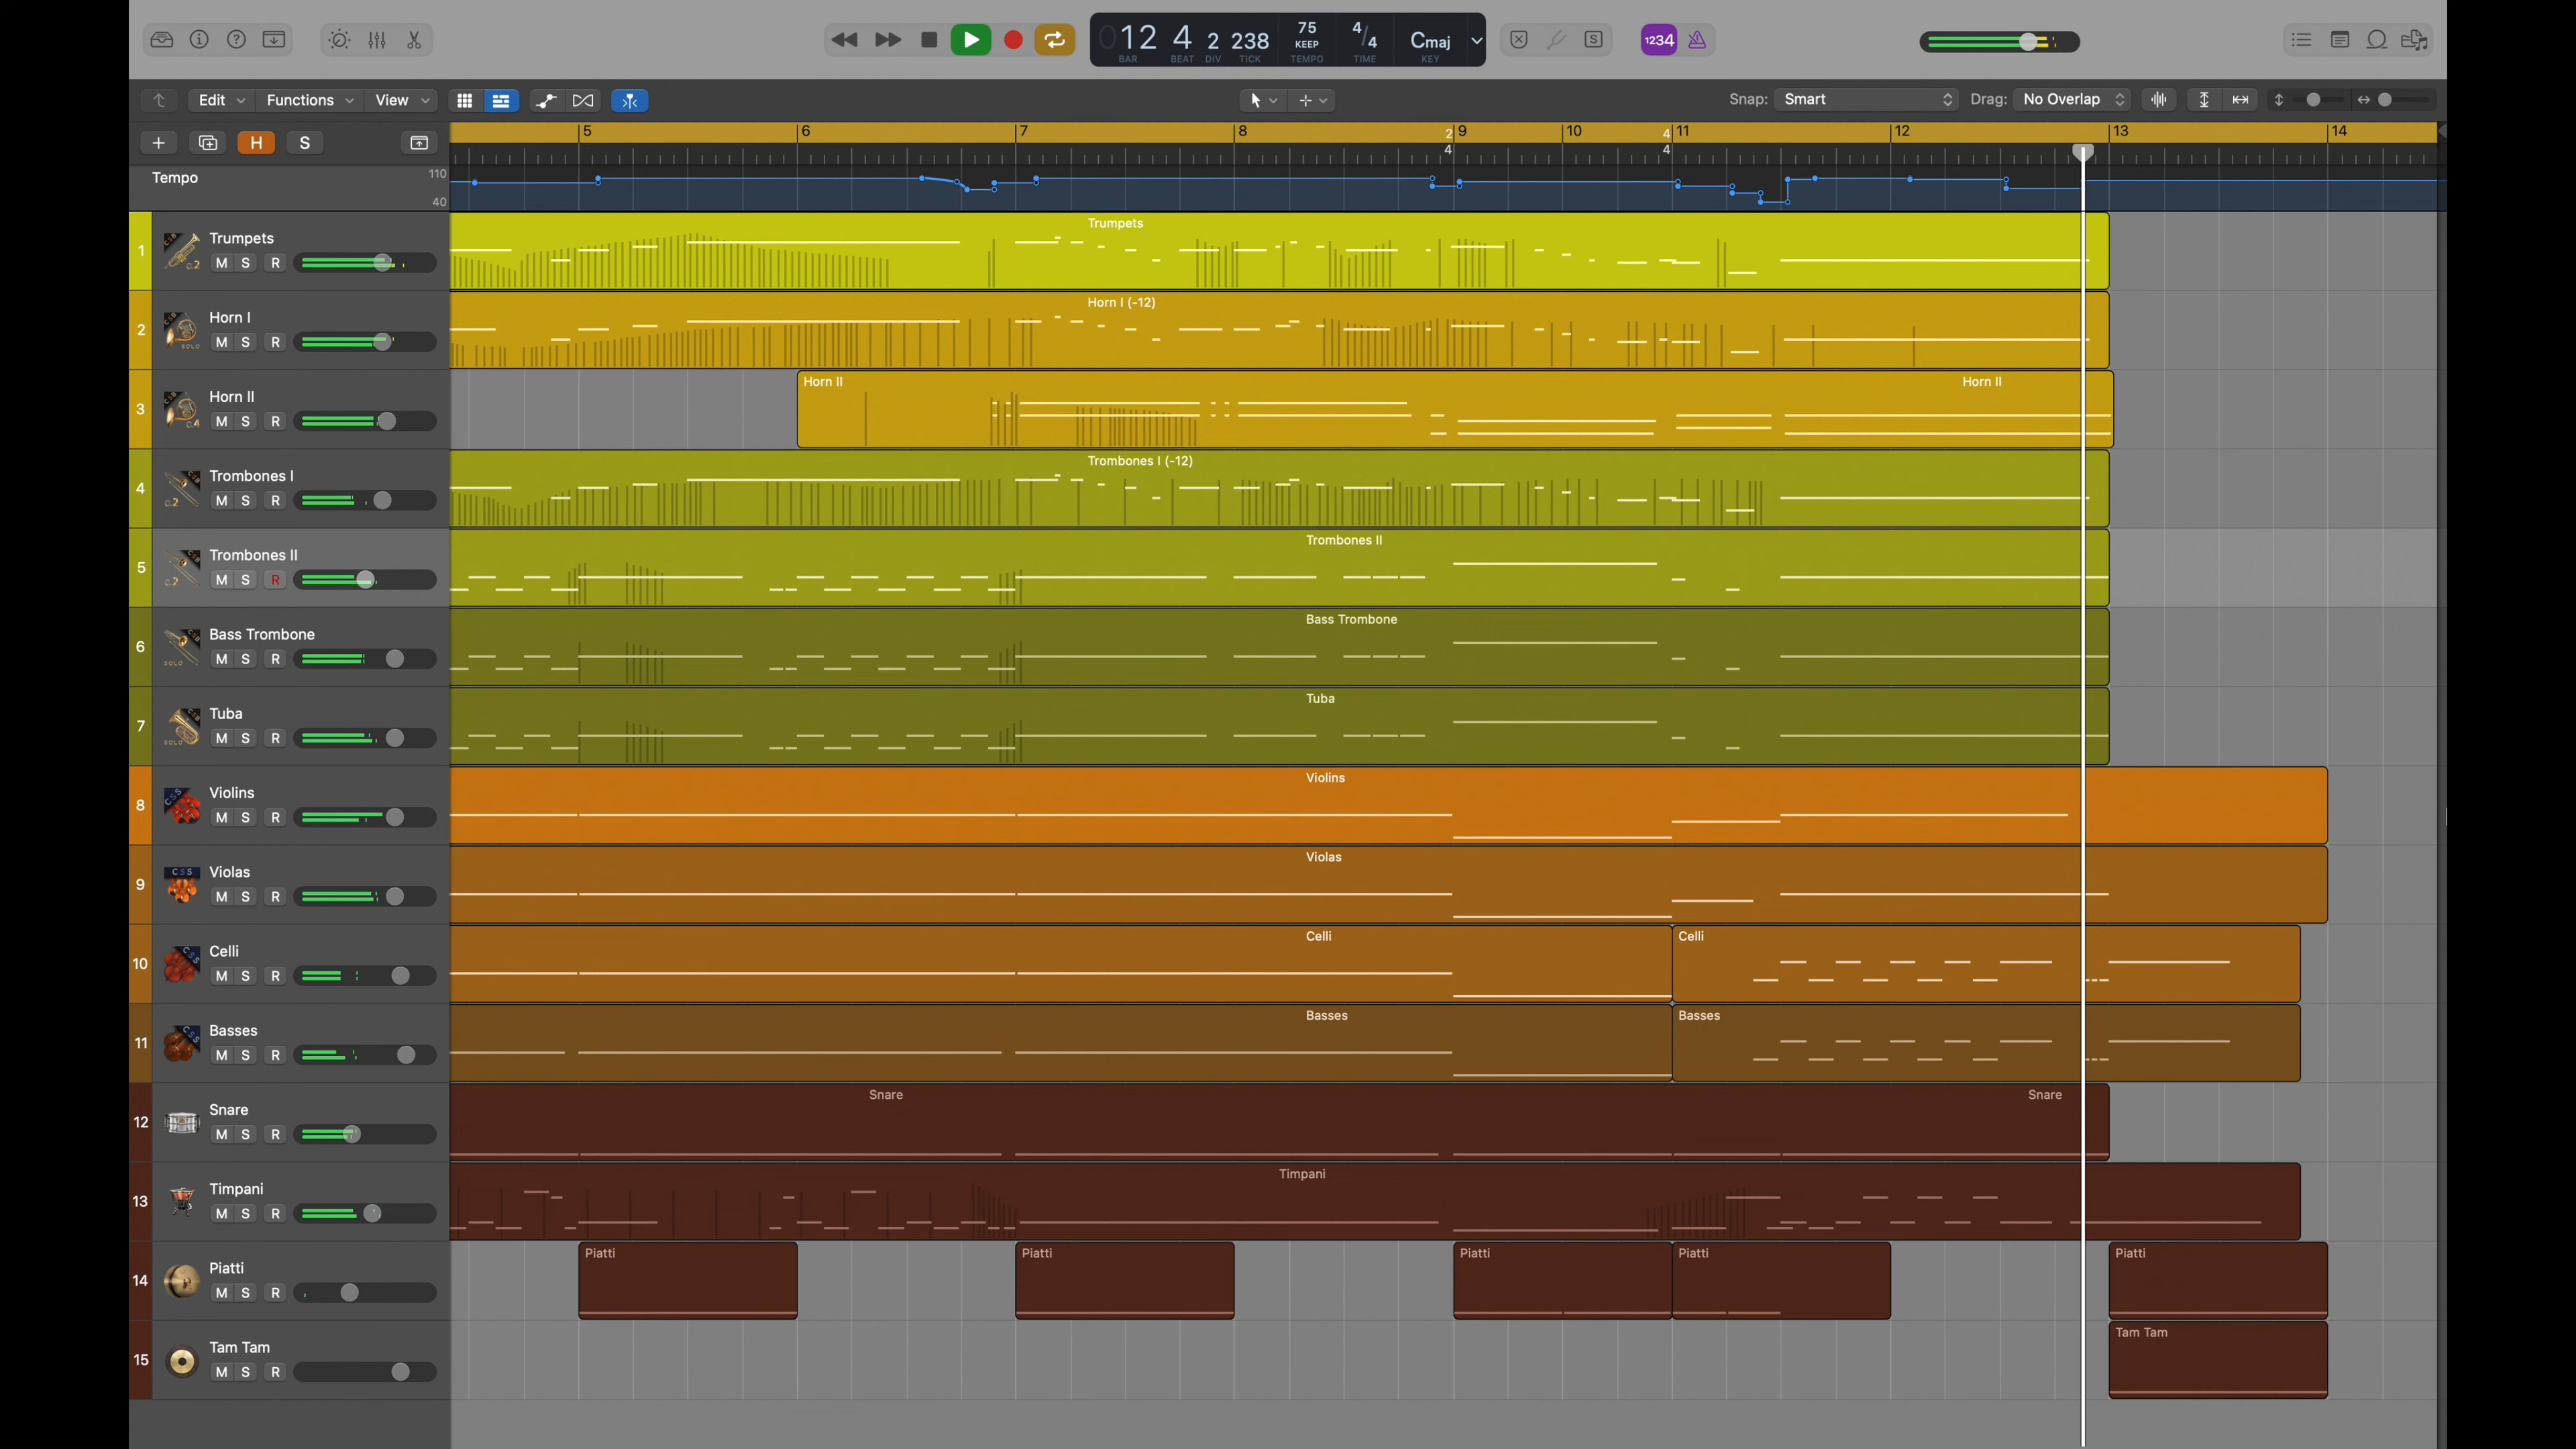 012 4 2 238 75 KEEP 4/4 Cmaj 1234
BAR BEAT DIV TICK TEMPO TIME KEY
Edit Functions View Snap: Smart Drag: No Overlap
H S 5 6 7 8 2/4 9 10 4/4 11 12 13 14
Tempo 110
40
1 Trumpets M S R Trumpets
2 Horn I M S R Horn I (-12)
3 Horn II M S R Horn II Horn II
4 Trombones I M S R Trombones I (-12)
5 Trombones II M S R Trombones II
6 Bass Trombone M S R Bass Trombone
7 Tuba M S R Tuba
8 Violins M S R Violins
9 Violas M S R Violas
10 Celli M S R Celli Celli
11 Basses M S R Basses Basses
12 Snare M S R Snare Snare
13 Timpani M S R Timpani
14 Piatti M S R Piatti Piatti Piatti Piatti Piatti
15 Tam Tam M S R Tam Tam